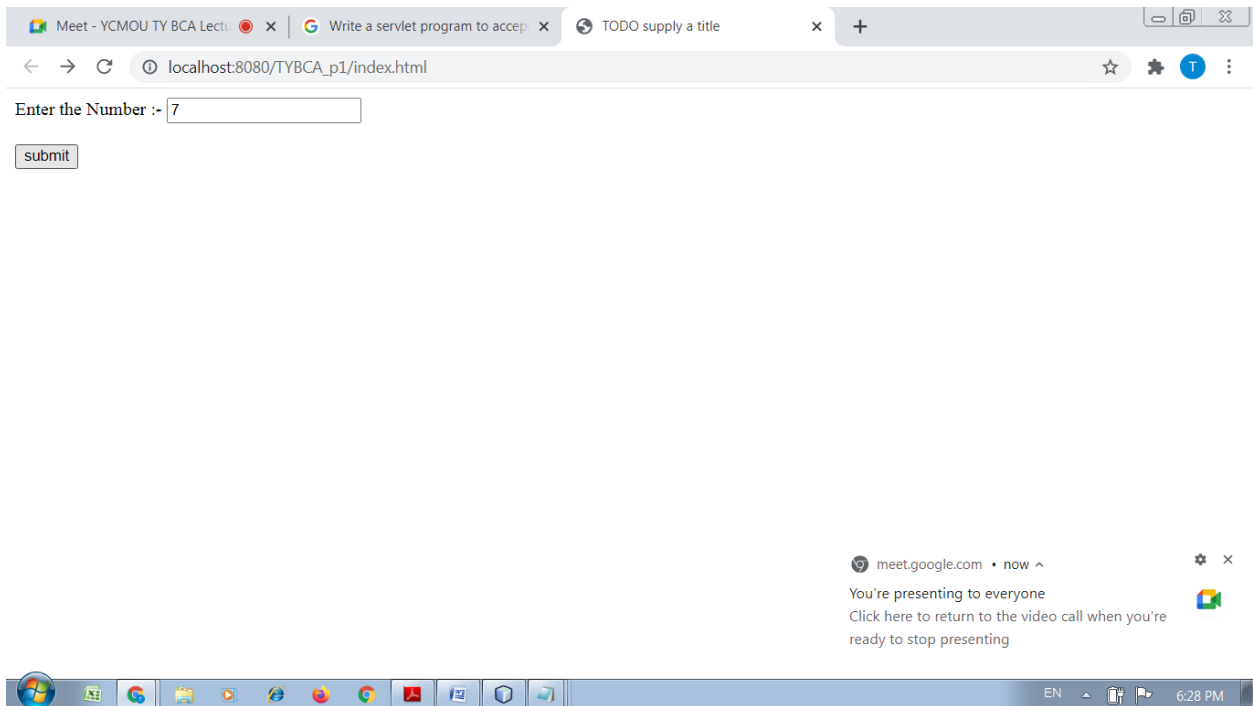 Meet - YCMOU TY BCA Lectu
Write a servlet program to accep
TODO supply a title
localhost:8080/TYBCA_p1/index.html
T
Enter the Number :- 7
submit
meet.google.com • now
You're presenting to everyone
Click here to return to the video call when you're
ready to stop presenting
EN
6:28 PM